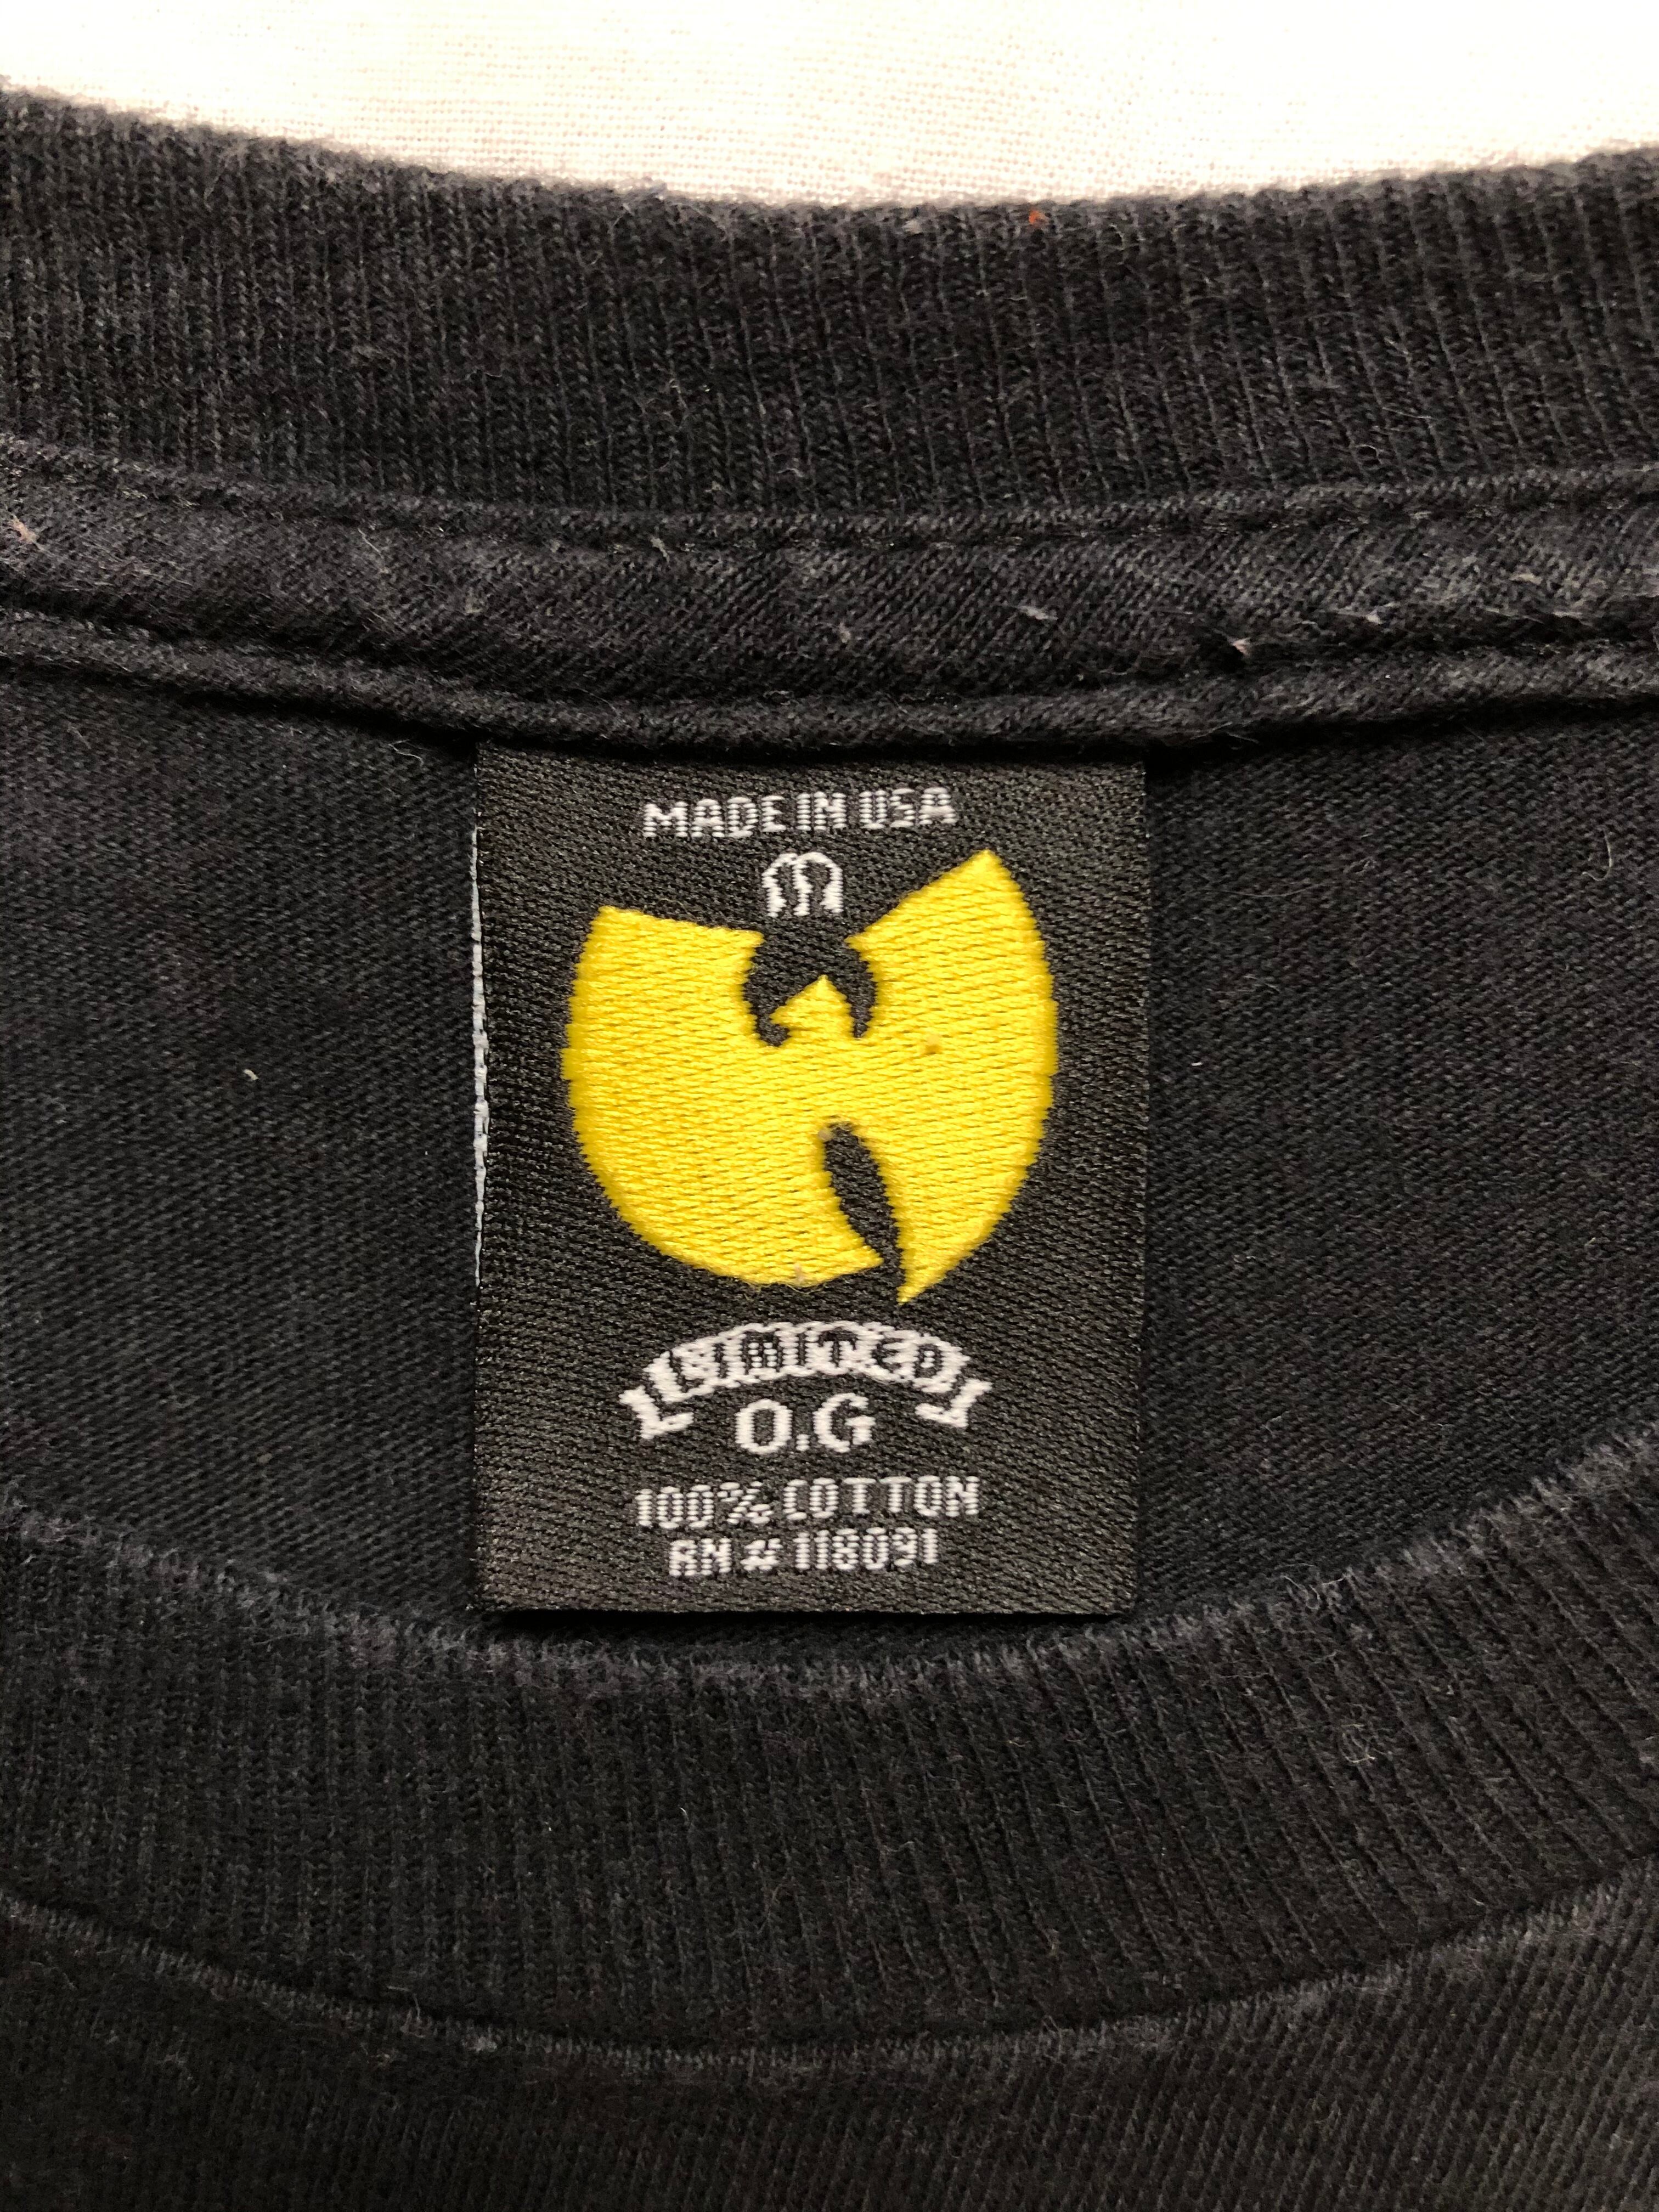 MADE IN USA
M
LIMITED
O.G
100% COTTON
RN # 118091